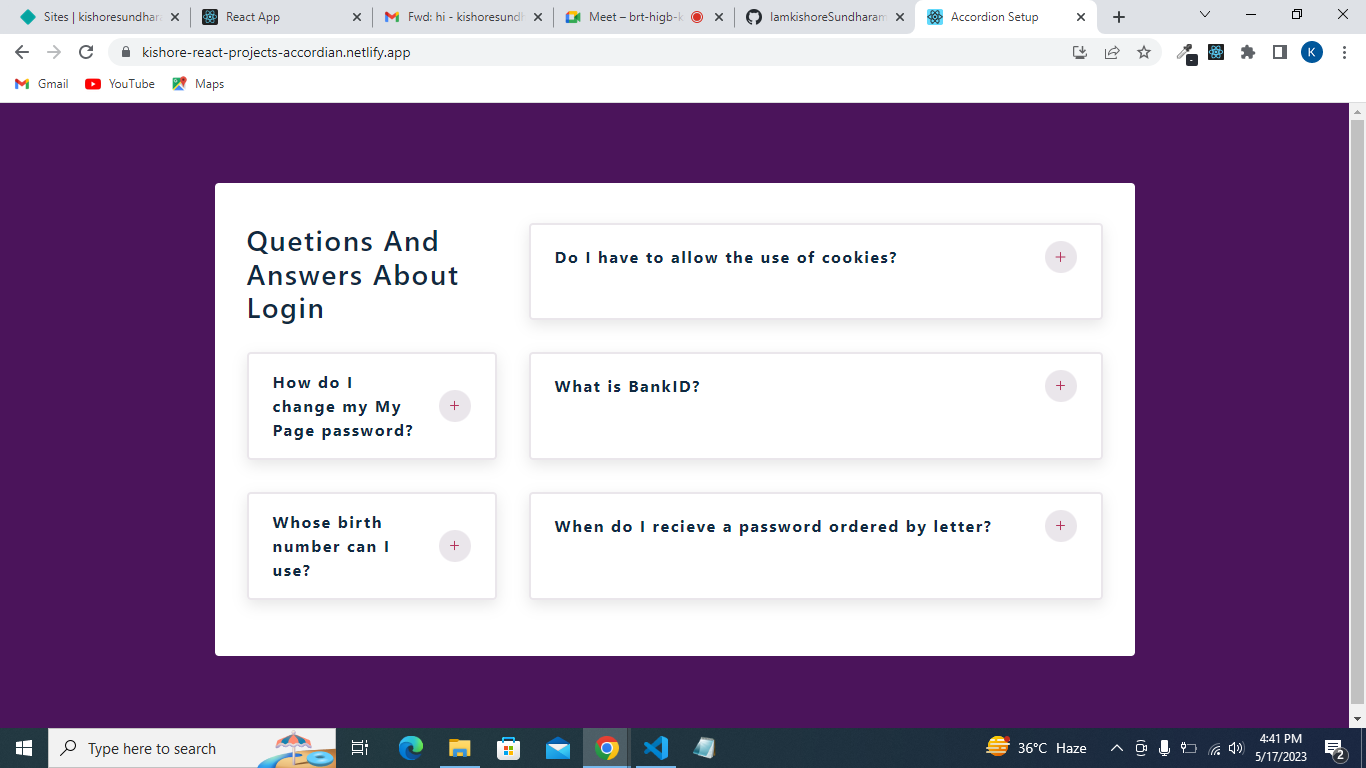 Sites | kishoresundhara
React App
Fwd: hi - kishoresundh
Meet – brt-higb-k
IamkishoreSundharam
Accordion Setup
kishore-react-projects-accordian.netlify.app
K
Gmail
YouTube
Maps
Quetions And
Answers About
Login
Do I have to allow the use of cookies?
+
How do I
change my My
Page password?
+
What is BankID?
+
Whose birth
number can I
use?
+
When do I recieve a password ordered by letter?
+
Type here to search
36°C Haze
4:41 PM
5/17/2023
2